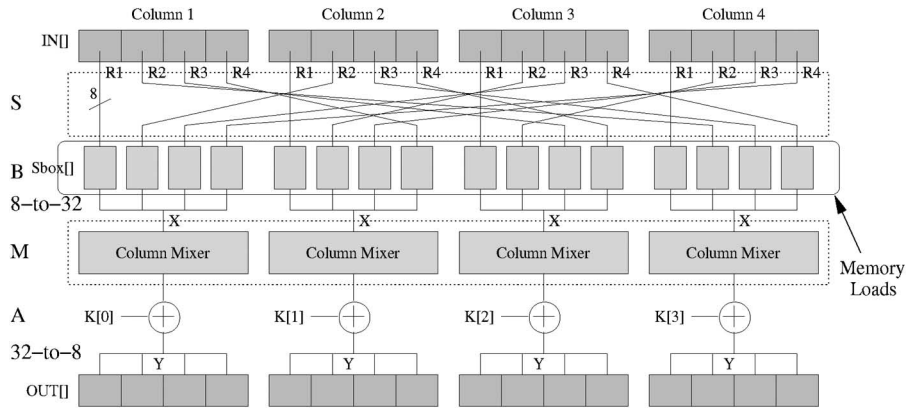 Column 1 Column 2 Column 3 Column 4
IN[]
R1 R2 R3 R4 R1 R2 R3 R4 R1 R2 R3 R4 R1 R2 R3 R4
S 8
B Sbox[]
8-to-32
X X X X
M Column Mixer Column Mixer Column Mixer Column Mixer
Memory
Loads
A K[0] K[1] K[2] K[3]
32-to-8
Y Y Y Y
OUT[]